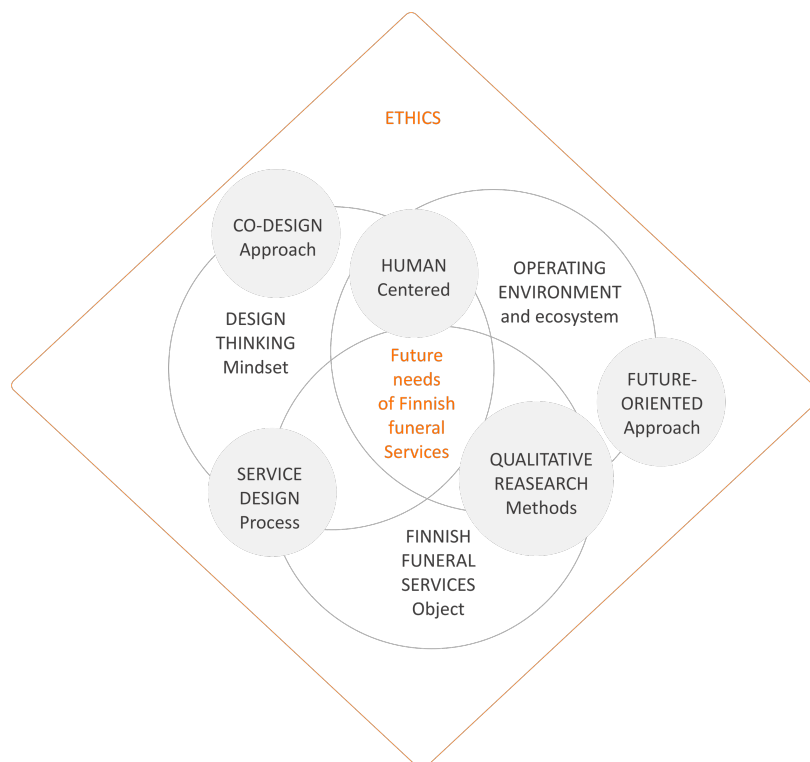 ETHICS
CO-DESIGN
Approach
HUMAN
Centered
OPERATING
ENVIRONMENT
and ecosystem
DESIGN
THINKING
Mindset
Future
needs
of Finnish
funeral
Services
FUTURE-
ORIENTED
Approach
SERVICE
DESIGN
Process
QUALITATIVE
REASEARCH
Methods
FINNISH
FUNERAL
SERVICES
Object